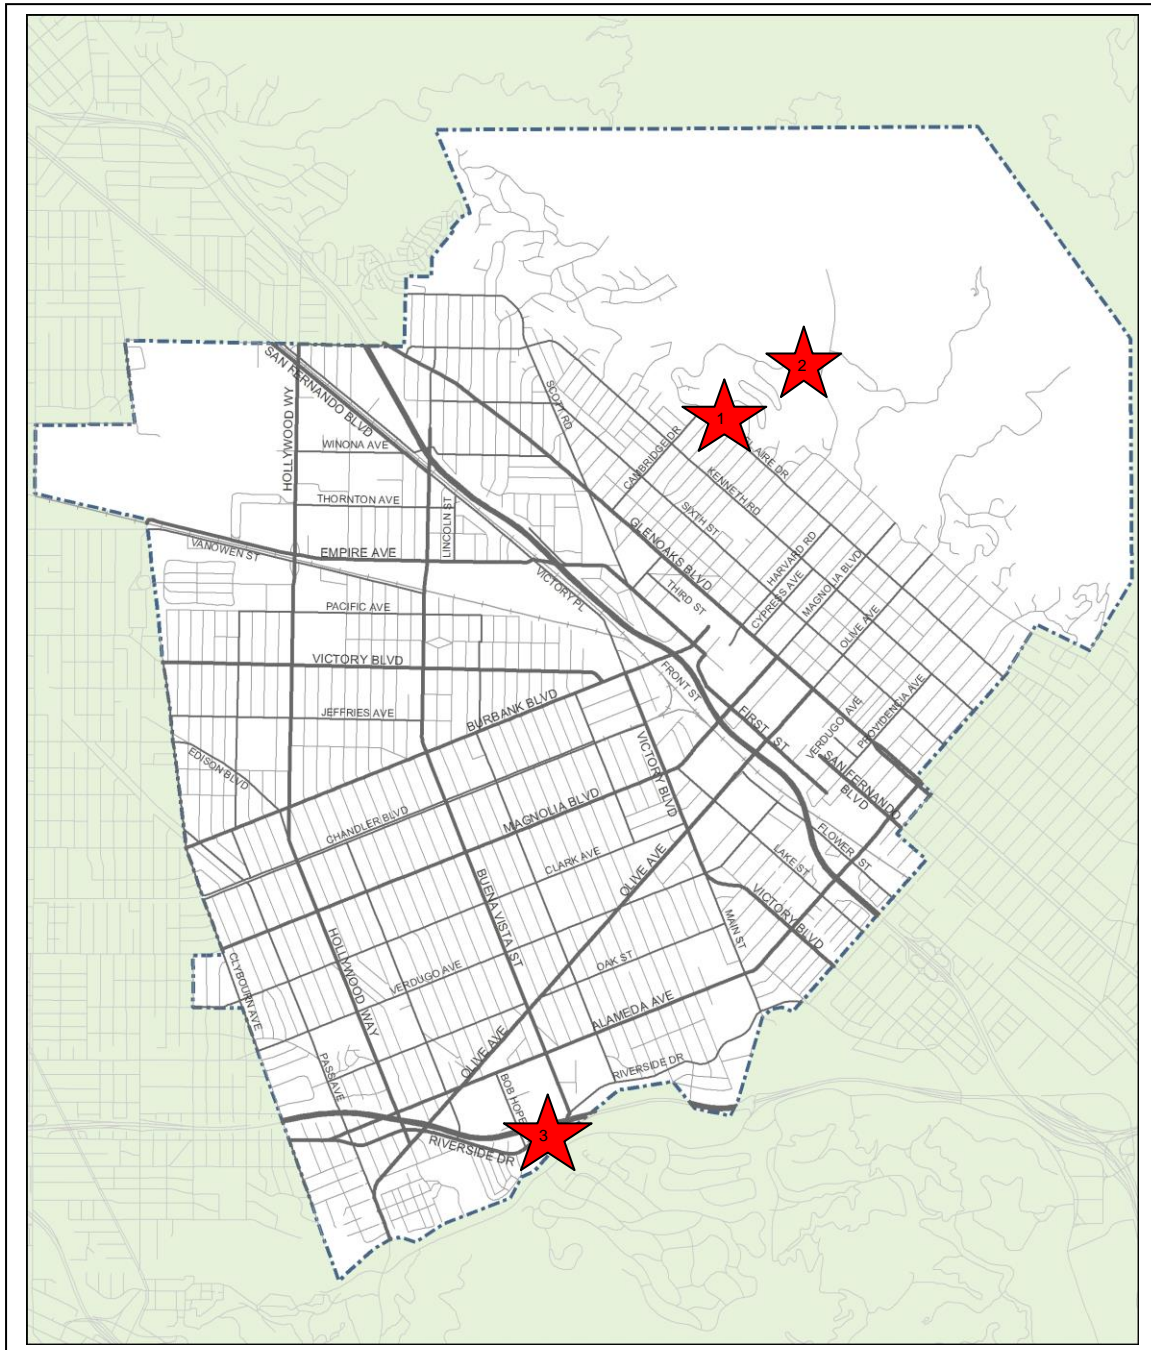 2
1
SAN FERNANDO BLVD
SCOTT RD
HOLLYWOOD WY
WINONA AVE
CAMBRIDGE DR
EL AIRE DR
KENNETH RD
THORNTON AVE
LINCOLN ST
SIXTH ST
GLENOAKS BLVD
HARVARD RD
VANOWEN ST
EMPIRE AVE
VICTORY PL
THIRD ST
CYPRESS AVE
MAGNOLIA BLVD
PACIFIC AVE
OLIVE AVE
VICTORY BLVD
FRONT ST
JEFFRIES AVE
BURBANK BLVD
FIRST ST
VERDUGO AVE
PROVIDENCIA AVE
EDISON BLVD
VICTORY BLVD
SAN FERNANDO
BLVD
CHANDLER BLVD
MAGNOLIA BLVD
FLOWER ST
CLARK AVE
OLIVE AVE
LAKE ST
BUENA VISTA ST
VICTORY BLVD
MAIN ST
CLYBOURN AVE
HOLLYWOOD WAY
VERDUGO AVE
OAK ST
ALAMEDA AVE
OLIVE AVE
PASS AVE
BOB HOPE
RIVERSIDE DR
3
RIVERSIDE DR